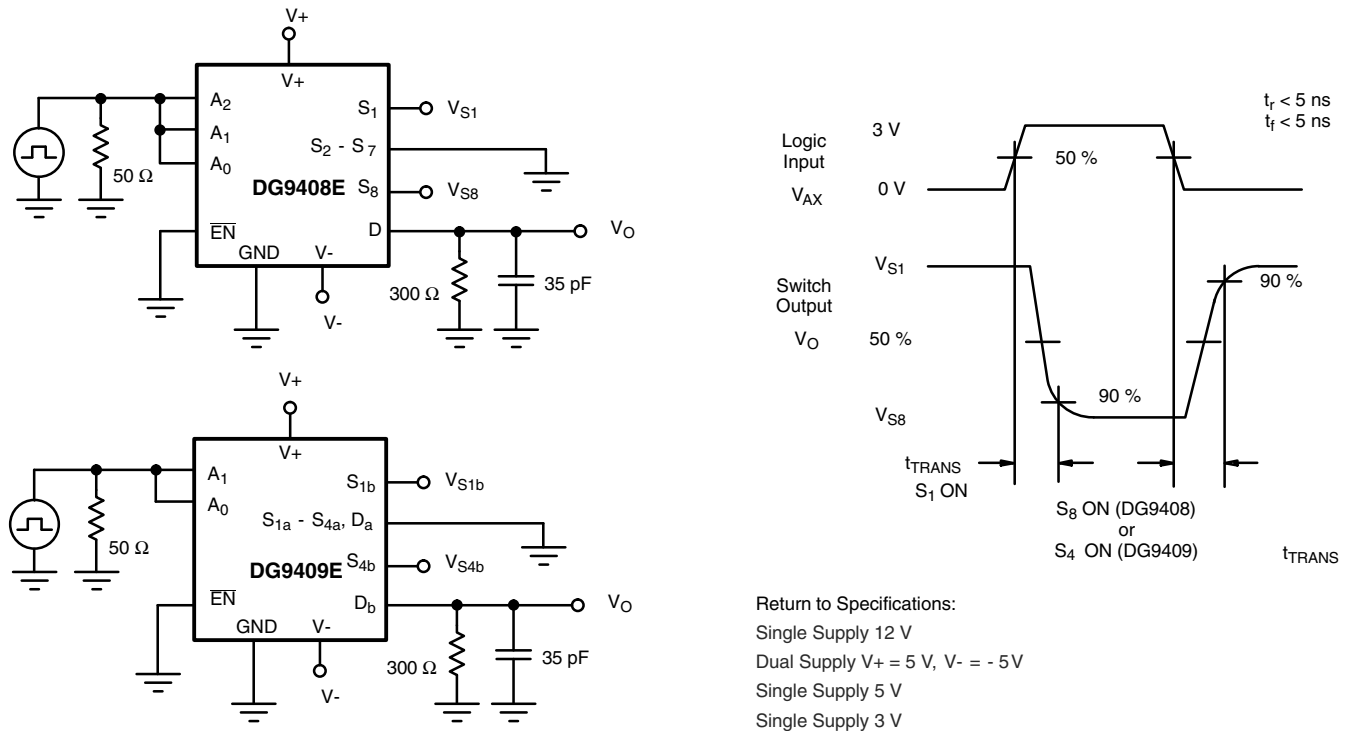 V+
V+
A2
A1
A0
50 Ω
S1
VS1
S2 - S7
DG9408E
S8
VS8
EN
D
VO
GND
V-
300 Ω
35 pF
V-
V+
V+
A1
A0
50 Ω
S1b
VS1b
S1a - S4a, Da
DG9409E
S4b
VS4b
EN
Db
VO
GND
V-
300 Ω
35 pF
V-
tr < 5 ns
tf < 5 ns
Logic
Input
VAX
3 V
50 %
0 V
VS1
Switch
Output
VO
50 %
90 %
90 %
VS8
tTRANS
S1 ON
S8 ON (DG9408)
or
S4 ON (DG9409)
tTRANS
Return to Specifications:
Single Supply 12 V
Dual Supply V+ = 5 V, V- = - 5 V
Single Supply 5 V
Single Supply 3 V